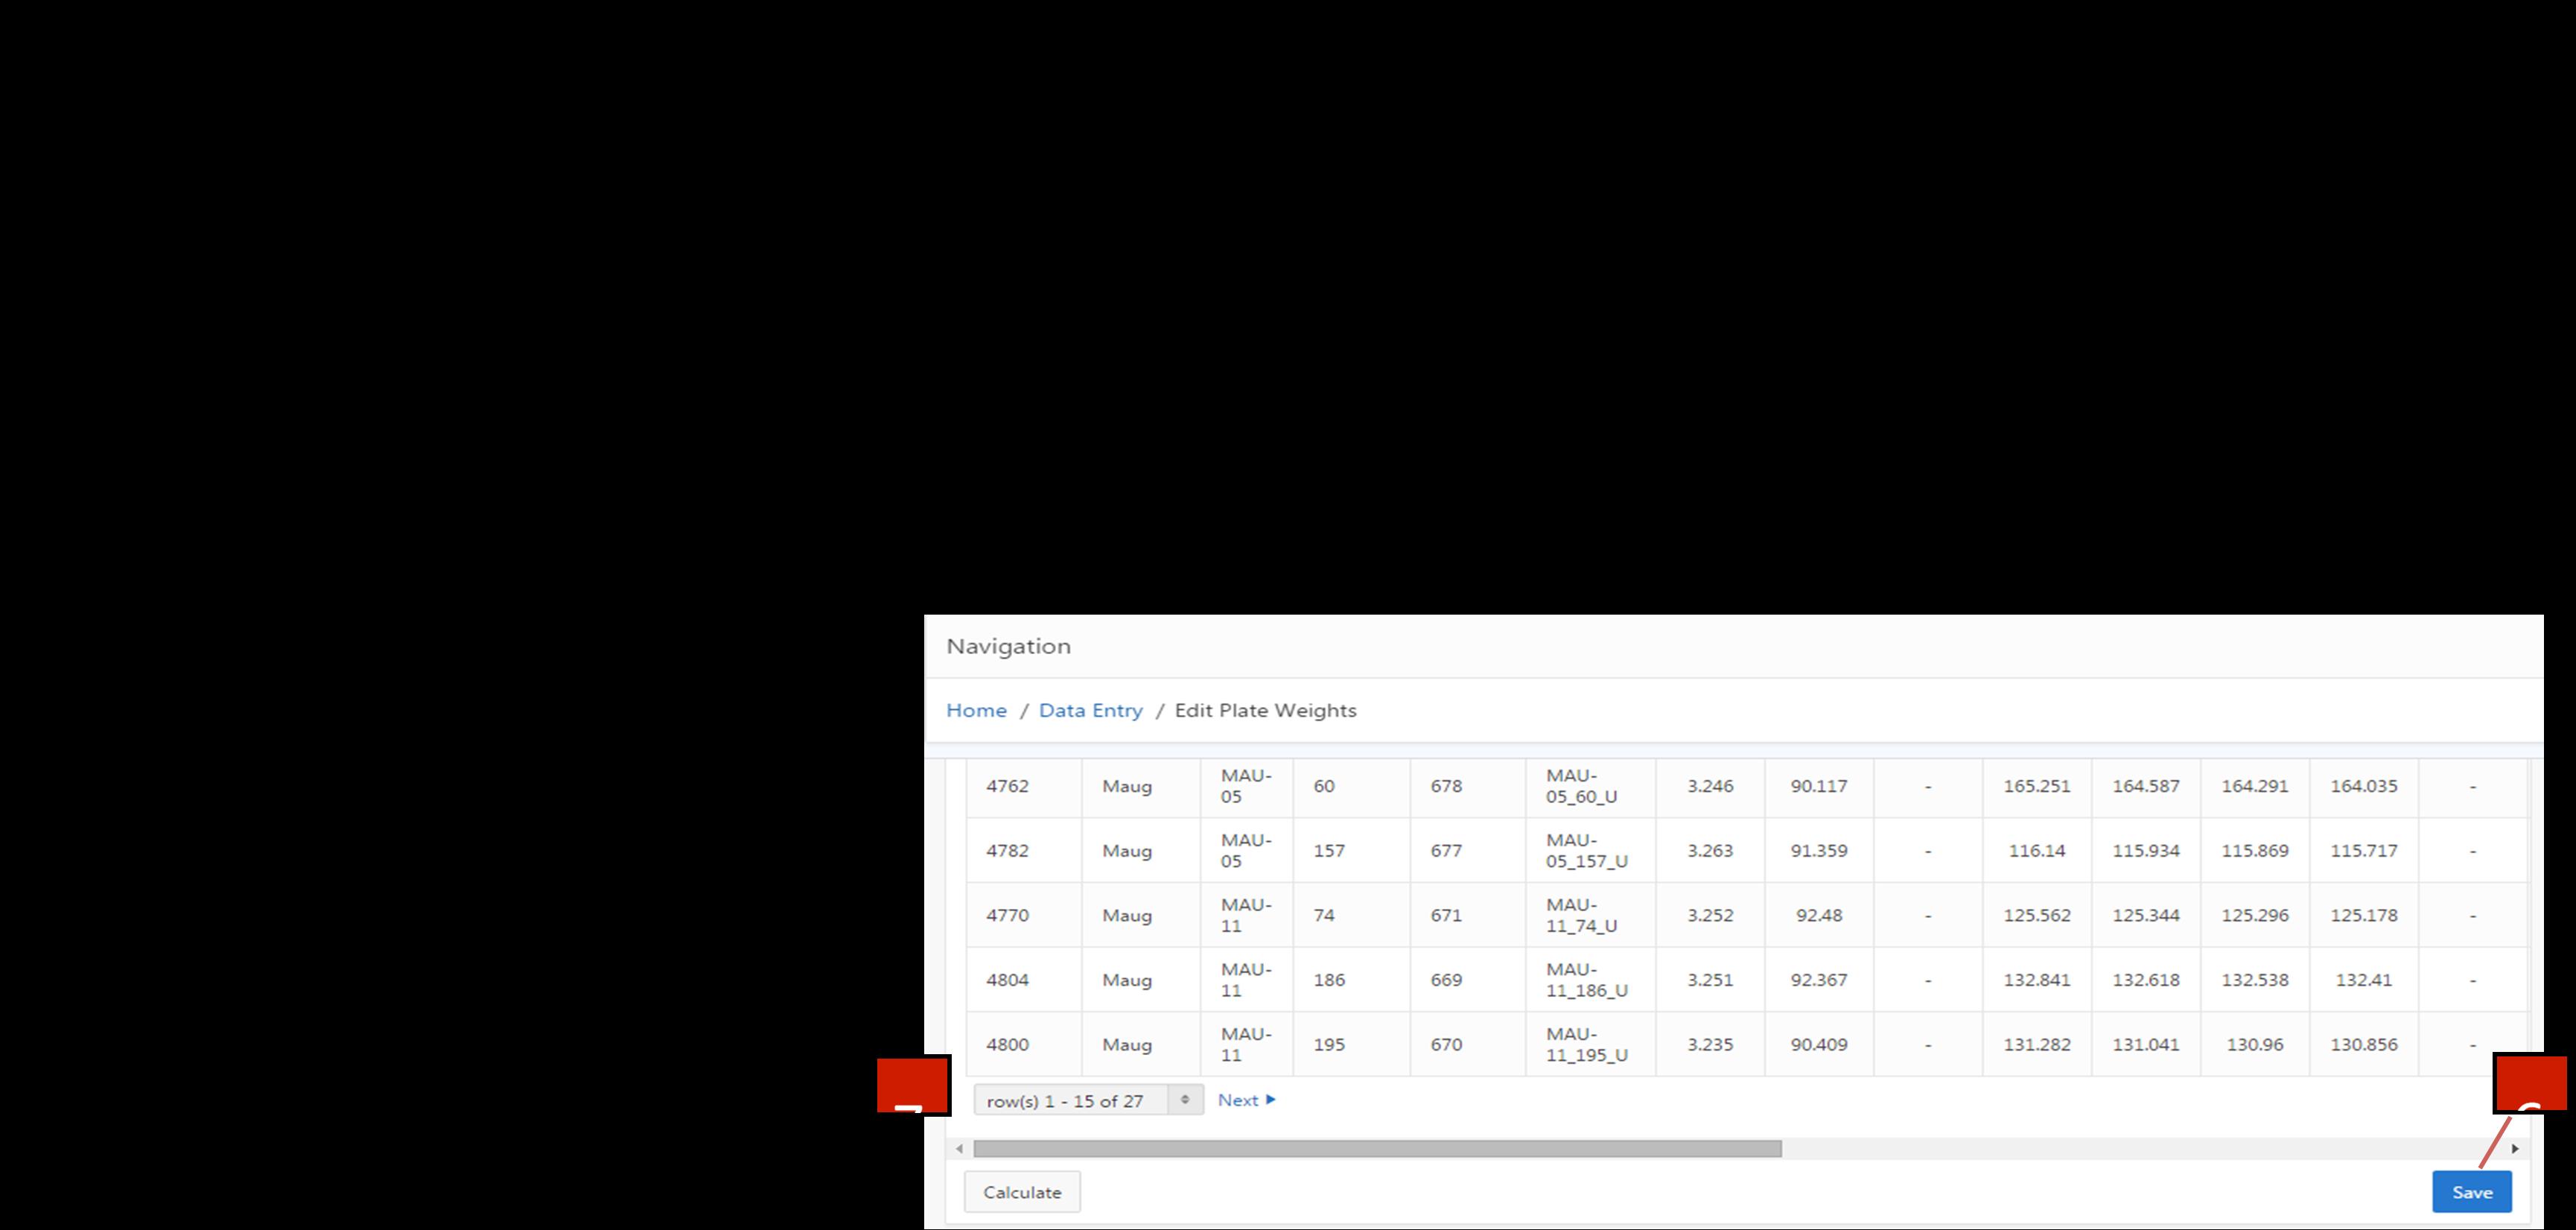 Navigation
Home / Data Entry / Edit Plate Weights
4762 Maug MAU-05 60 678 MAU-05_60_U 3.246 90.117 - 165.251 164.587 164.291 164.035 -
4782 Maug MAU-05 157 677 MAU-05_157_U 3.263 91.359 - 116.14 115.934 115.869 115.717 -
4770 Maug MAU-11 74 671 MAU-11_74_U 3.252 92.48 - 125.562 125.344 125.296 125.178 -
4804 Maug MAU-11 186 669 MAU-11_186_U 3.251 92.367 - 132.841 132.618 132.538 132.41 -
4800 Maug MAU-11 195 670 MAU-11_195_U 3.235 90.409 - 131.282 131.041 130.96 130.856 -
row(s) 1 - 15 of 27 Next
Calculate Save